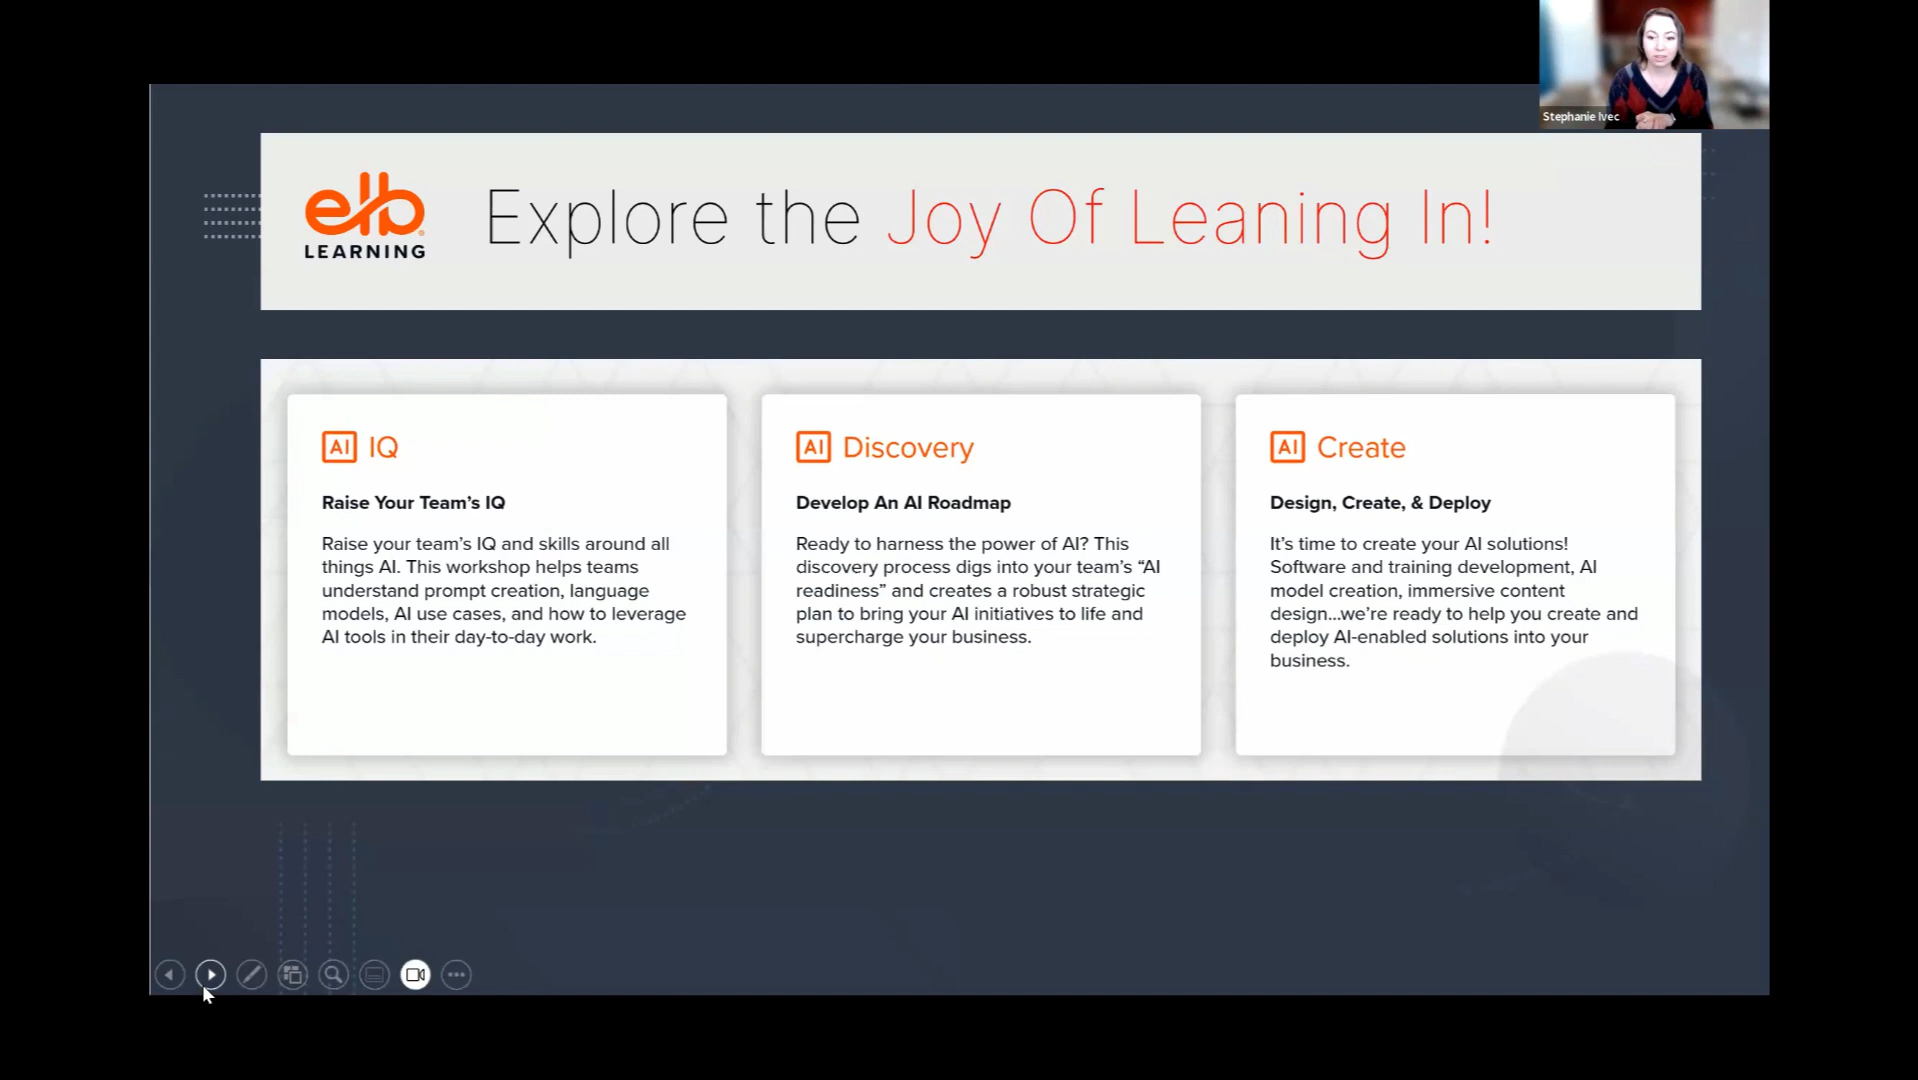 Stephanie Ivec
elb
LEARNING
Explore the Joy Of Leaning In!
AI IQ
Raise Your Team’s IQ
Raise your team’s IQ and skills around all
things AI. This workshop helps teams
understand prompt creation, language
models, AI use cases, and how to leverage
AI tools in their day-to-day work.
AI Discovery
Develop An AI Roadmap
Ready to harness the power of AI? This
discovery process digs into your team’s “AI
readiness” and creates a robust strategic
plan to bring your AI initiatives to life and
supercharge your business.
AI Create
Design, Create, & Deploy
It’s time to create your AI solutions!
Software and training development, AI
model creation, immersive content
design...we’re ready to help you create and
deploy AI-enabled solutions into your
business.